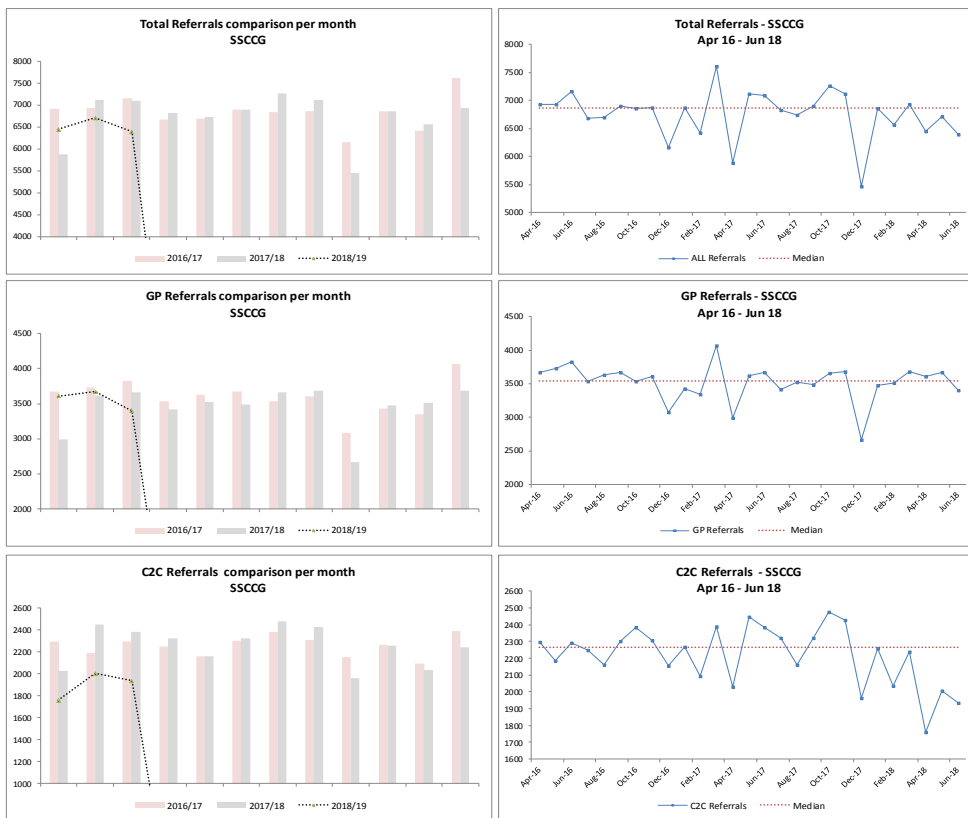 Total Referrals comparison per month
SSCCG
8000
7500
7000
6500
6000
5500
5000
4500
4000
2016/17 2017/18 2018/19
Total Referrals - SSCCG
Apr 16 - Jun 18
8000
7500
7000
6500
6000
5500
5000
Apr-16 Jun-16 Aug-16 Oct-16 Dec-16 Feb-17 Apr-17 Jun-17 Aug-17 Oct-17 Dec-17 Feb-18 Apr-18 Jun-18
ALL Referrals Median
GP Referrals comparison per month
SSCCG
4500
4000
3500
3000
2500
2000
2016/17 2017/18 2018/19
GP Referrals - SSCCG
Apr 16 - Jun 18
4500
4000
3500
3000
2500
2000
Apr-16 Jun-16 Aug-16 Oct-16 Dec-16 Feb-17 Apr-17 Jun-17 Aug-17 Oct-17 Dec-17 Feb-18 Apr-18 Jun-18
GP Referrals Median
C2C Referrals comparison per month
SSCCG
2600
2400
2200
2000
1800
1600
1400
1200
1000
2016/17 2017/18 2018/19
C2C Referrals - SSCCG
Apr 16 - Jun 18
2600
2500
2400
2300
2200
2100
2000
1900
1800
1700
1600
Apr-16 Jun-16 Aug-16 Oct-16 Dec-16 Feb-17 Apr-17 Jun-17 Aug-17 Oct-17 Dec-17 Feb-18 Apr-18 Jun-18
C2C Referrals Median